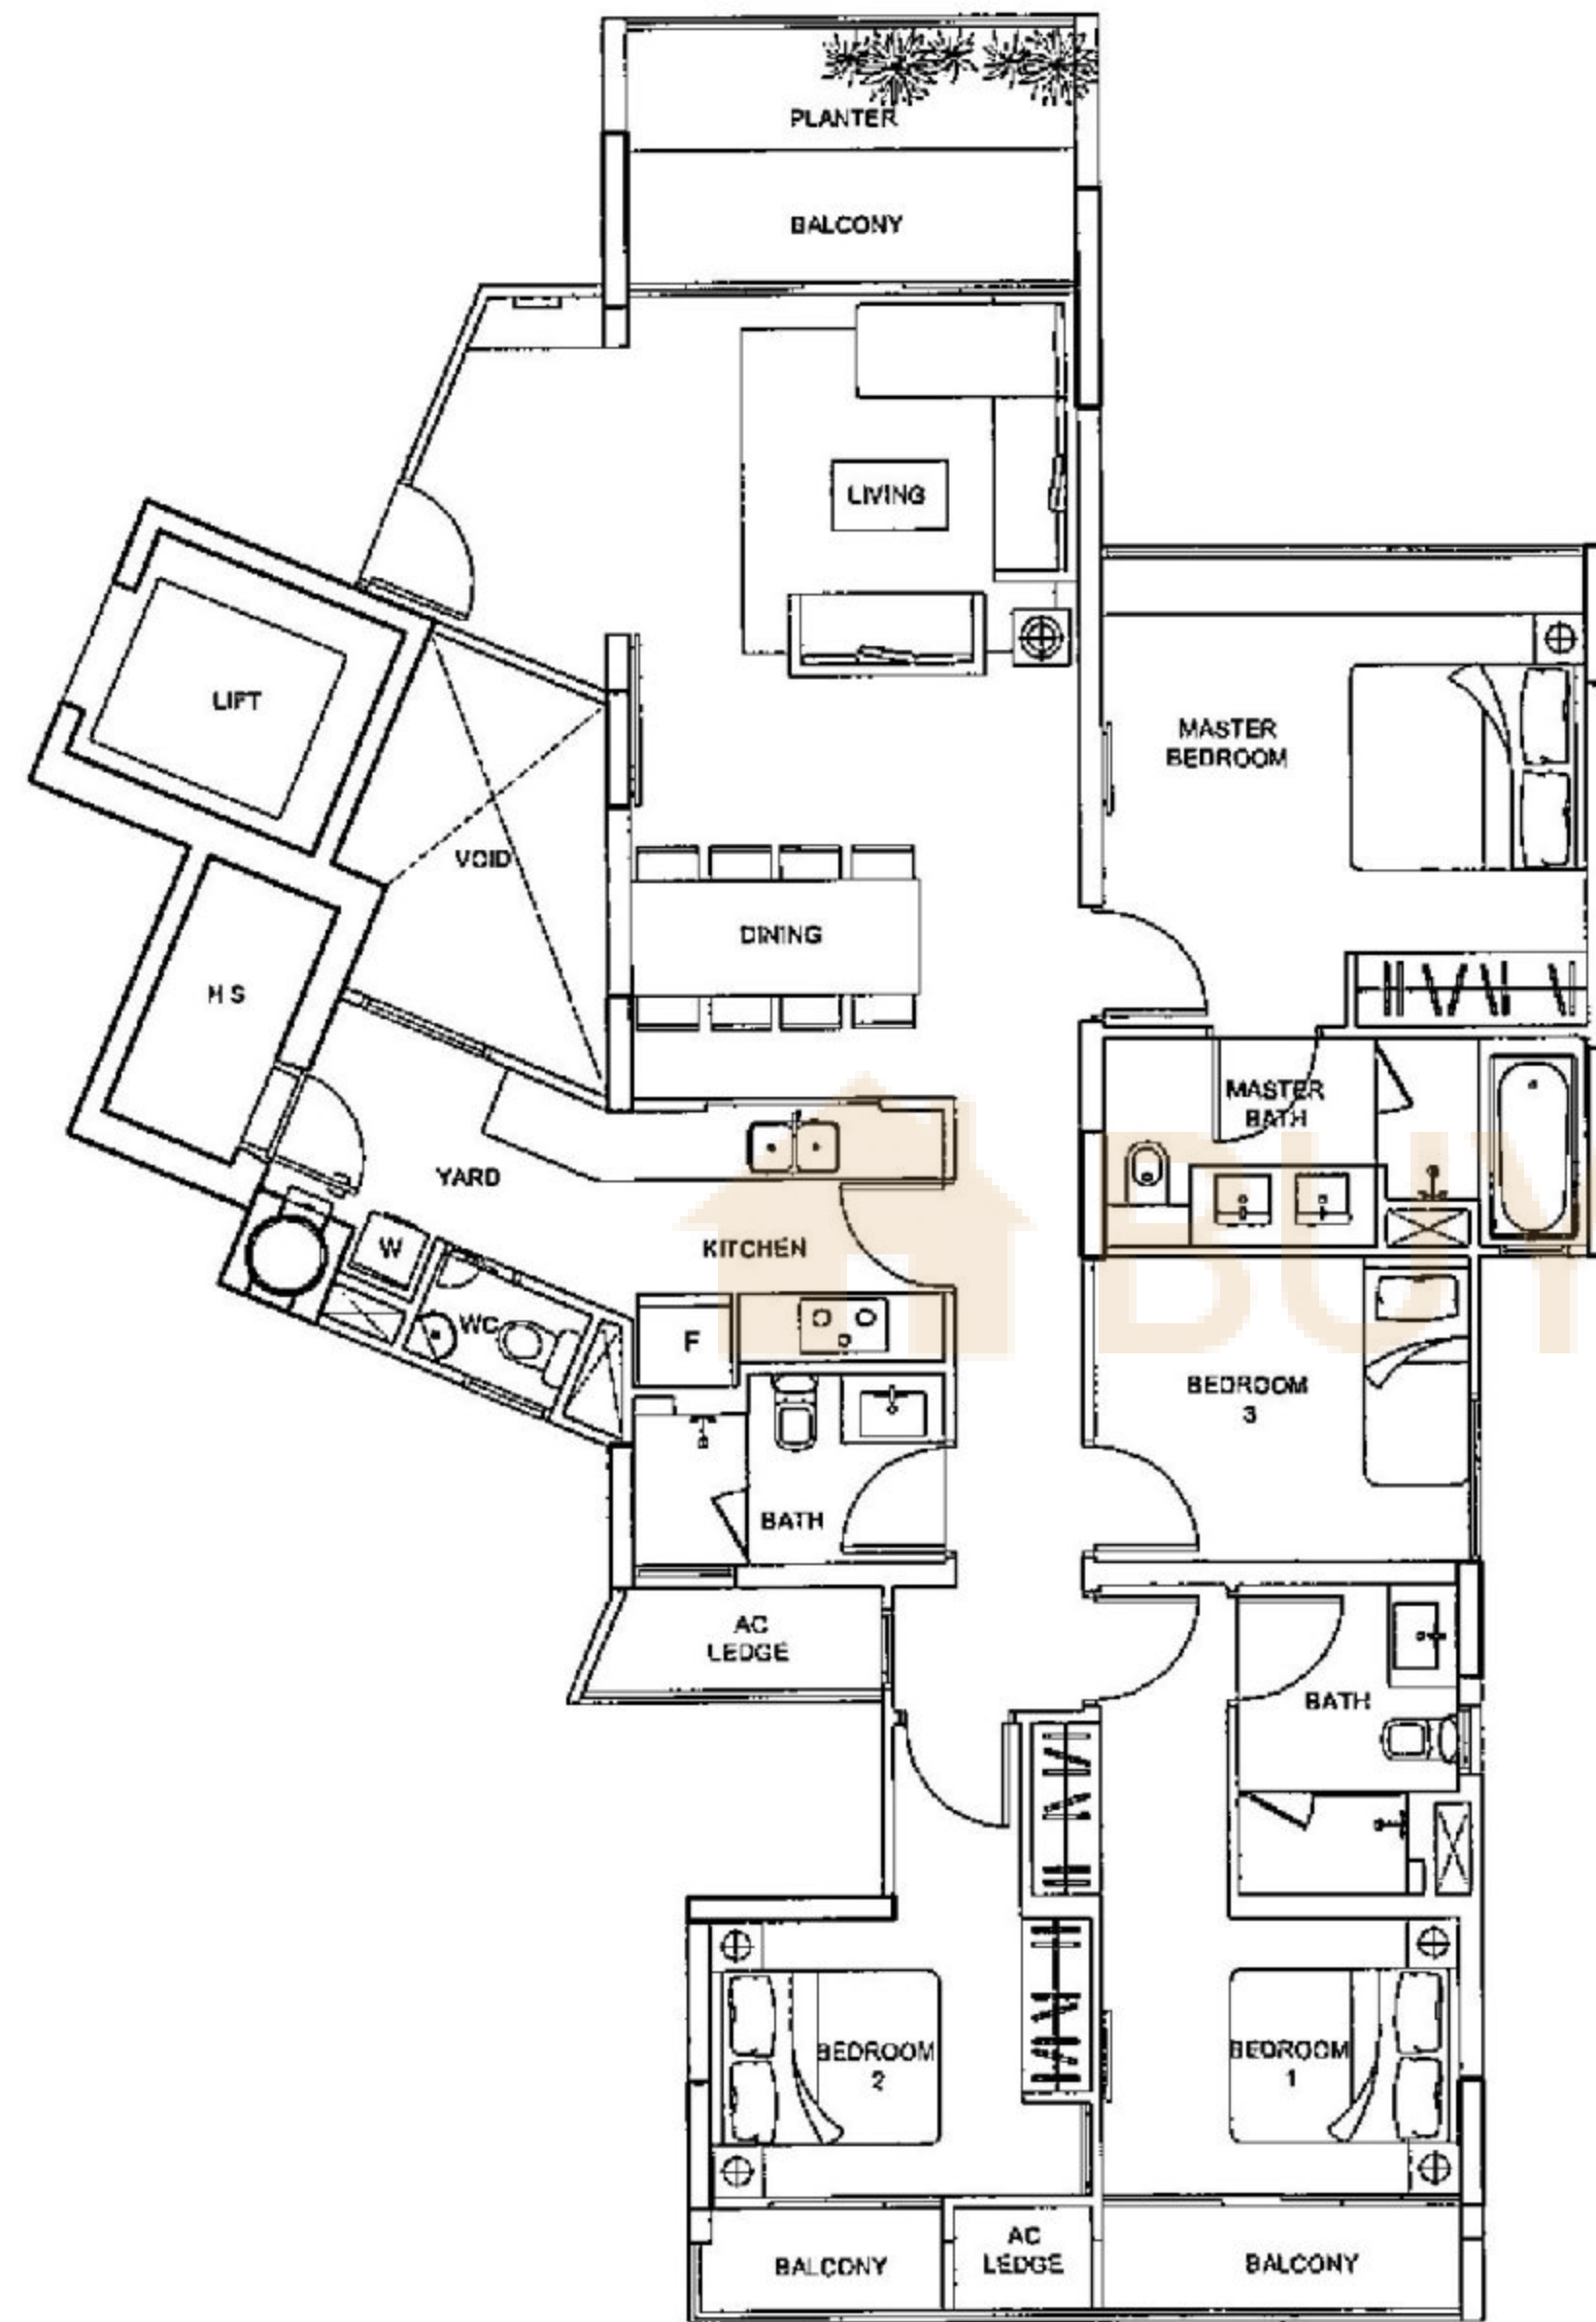 PLANTER
BALCONY
LIVING
LIFT
MASTER
BEDROOM
VOID
DINING
H S
MASTER
BATH
YARD
W
KITCHEN
WC
F
BEDROOM
3
BATH
AC
LEDGE
BATH
BEDROOM
2
BEDROOM
1
BALCONY
AC
LEDGE
BALCONY
BUY